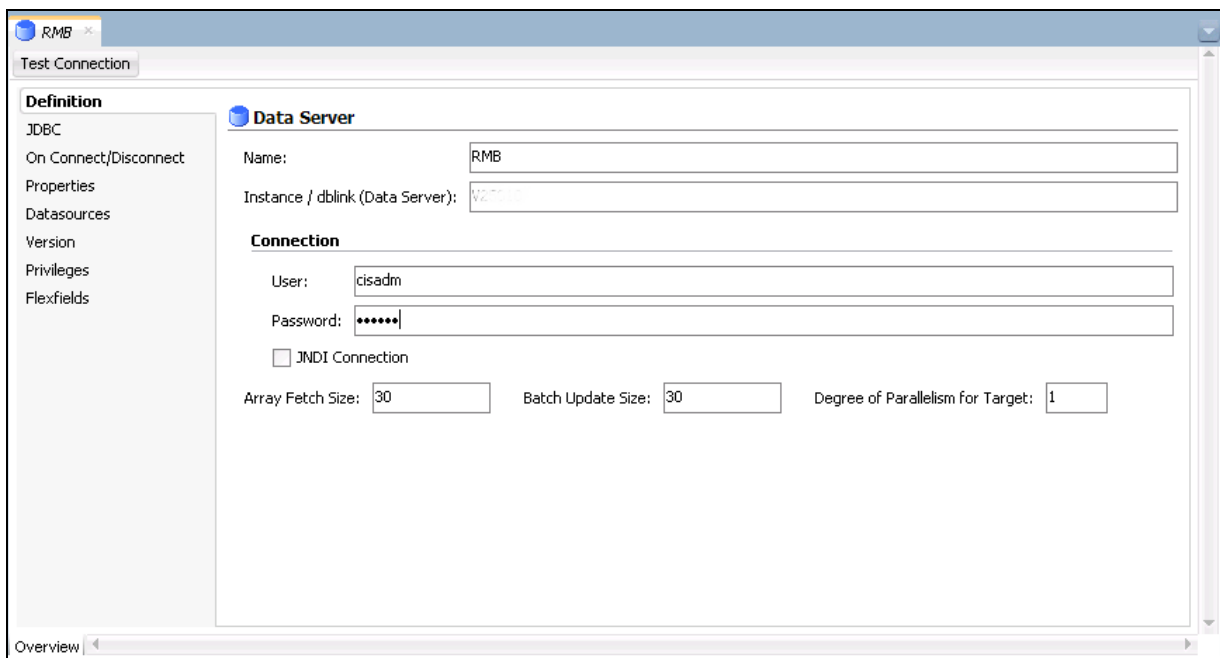 RMB
Test Connection
Definition
JDBC
On Connect/Disconnect
Properties
Datasources
Version
Privileges
Flexfields
Data Server
Name: RMB
Instance / dblink (Data Server):
Connection
User: cisadm
Password: ••••••
JNDI Connection
Array Fetch Size: 30 Batch Update Size: 30 Degree of Parallelism for Target: 1
Overview